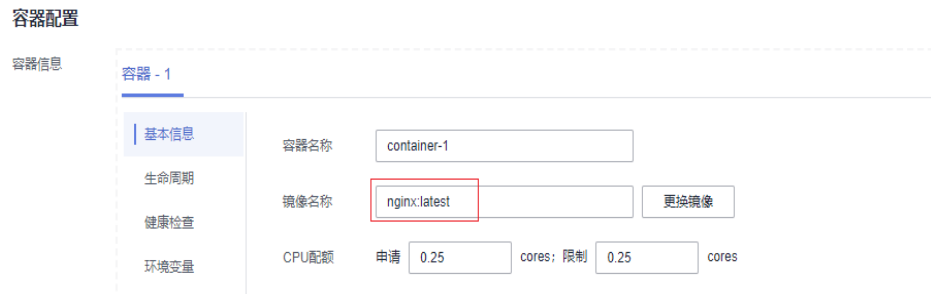 容器配置
容器信息
容器 - 1
基本信息
容器名称 container-1
生命周期
镜像名称 nginx:latest 更换镜像
健康检查
CPU配额 申请 0.25 cores; 限制 0.25 cores
环境变量